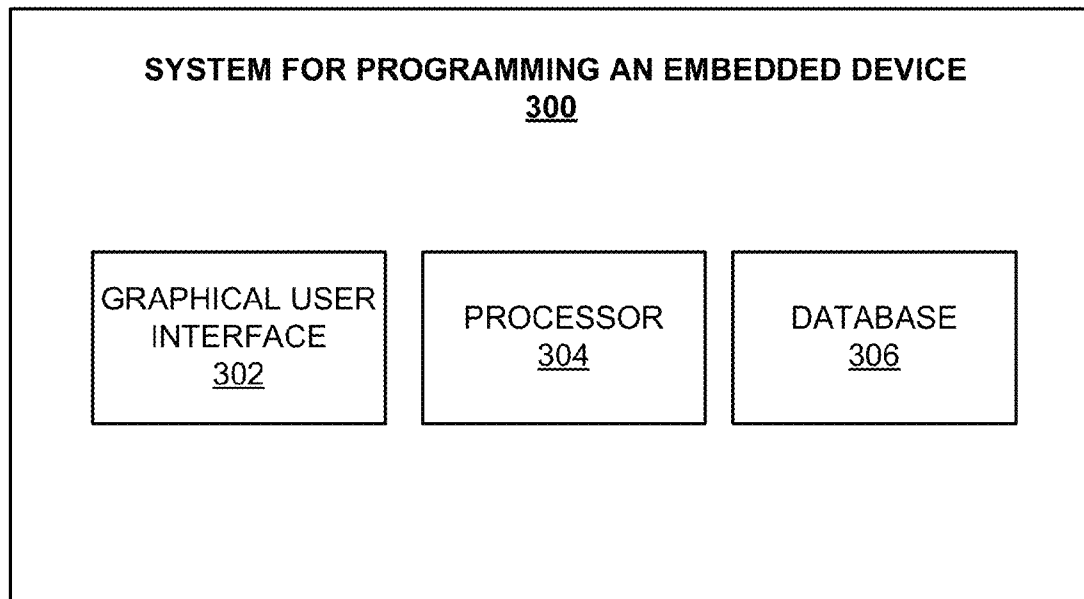 SYSTEM FOR PROGRAMMING AN EMBEDDED DEVICE
300
GRAPHICAL USER
INTERFACE
302
PROCESSOR
304
DATABASE
306